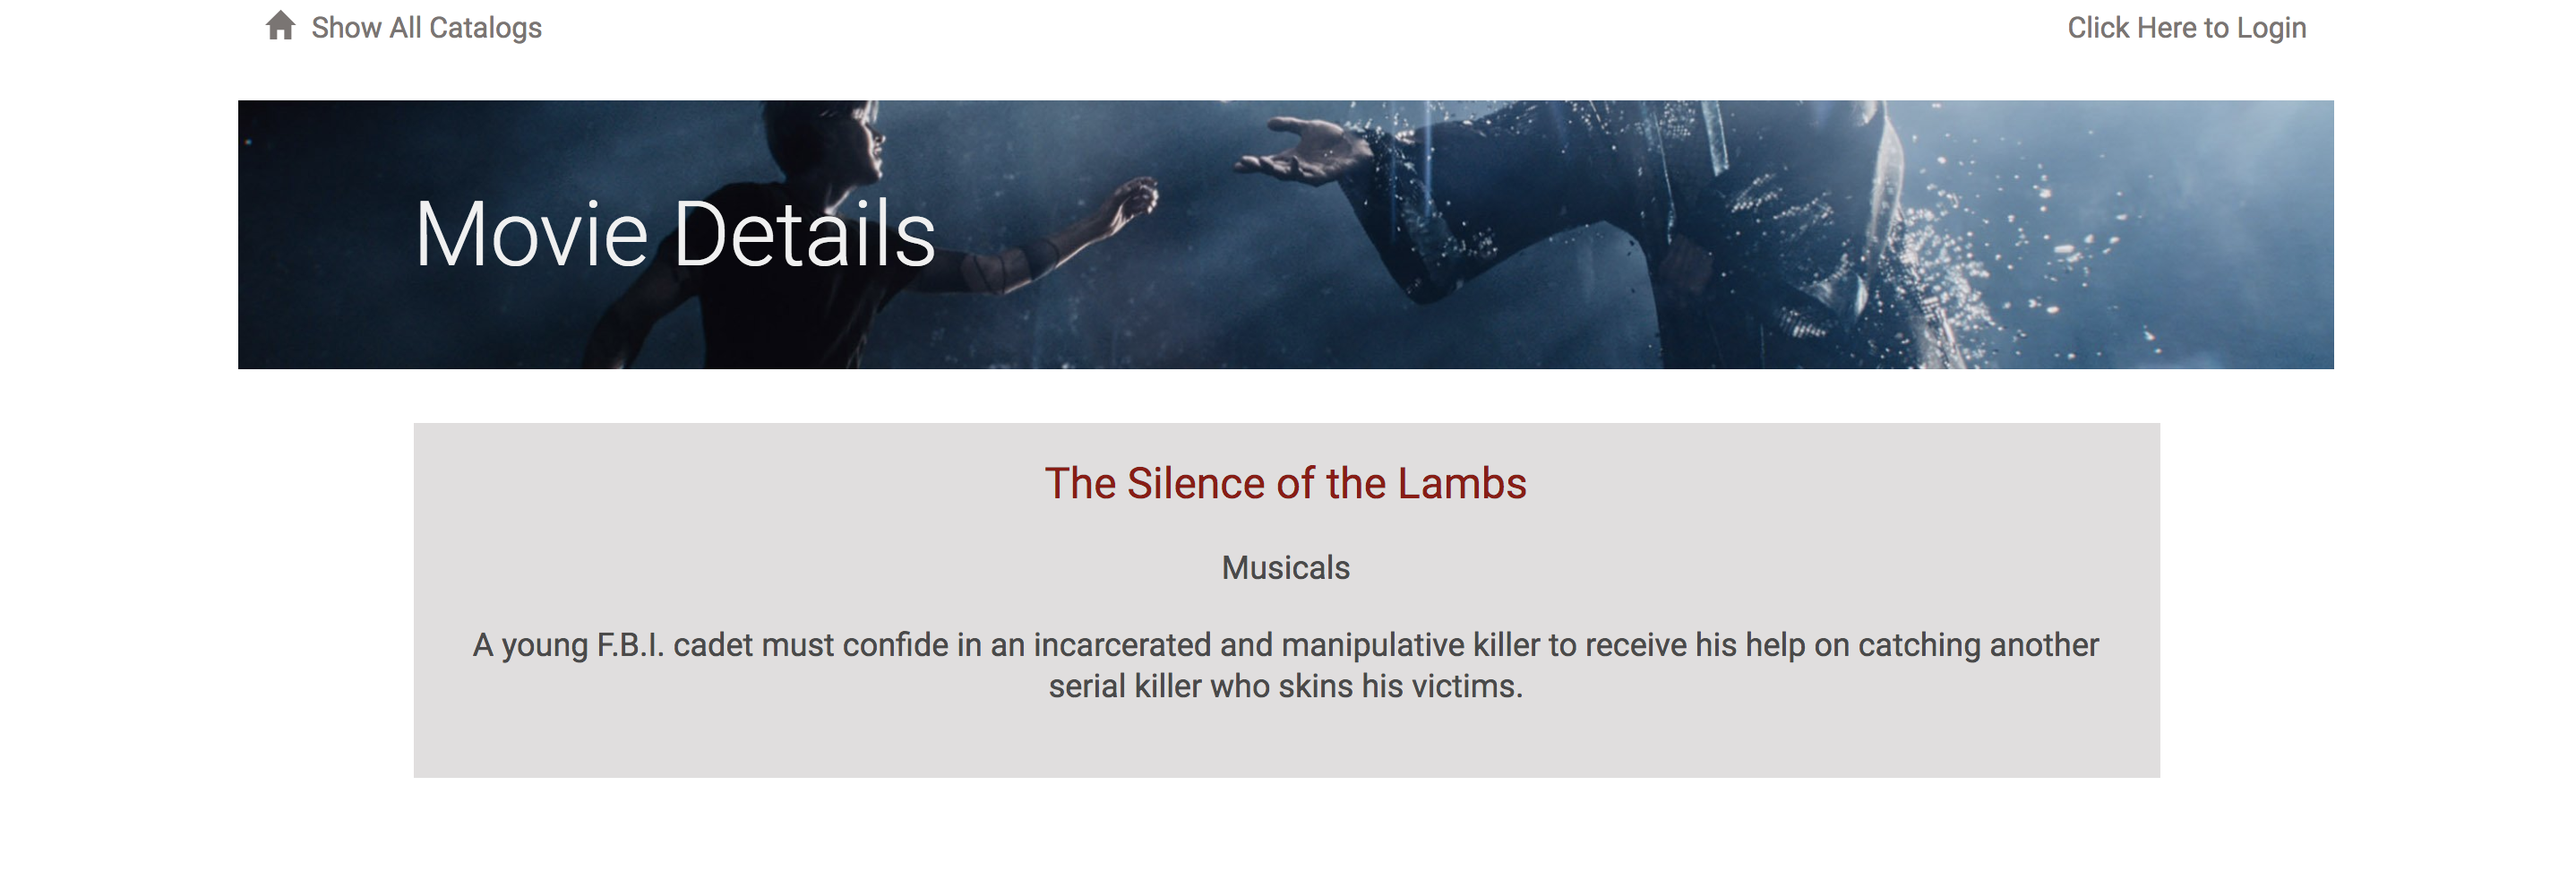 Show All Catalogs
Click Here to Login
Movie Details
The Silence of the Lambs
Musicals
A young F.B.I. cadet must confide in an incarcerated and manipulative killer to receive his help on catching another
serial killer who skins his victims.